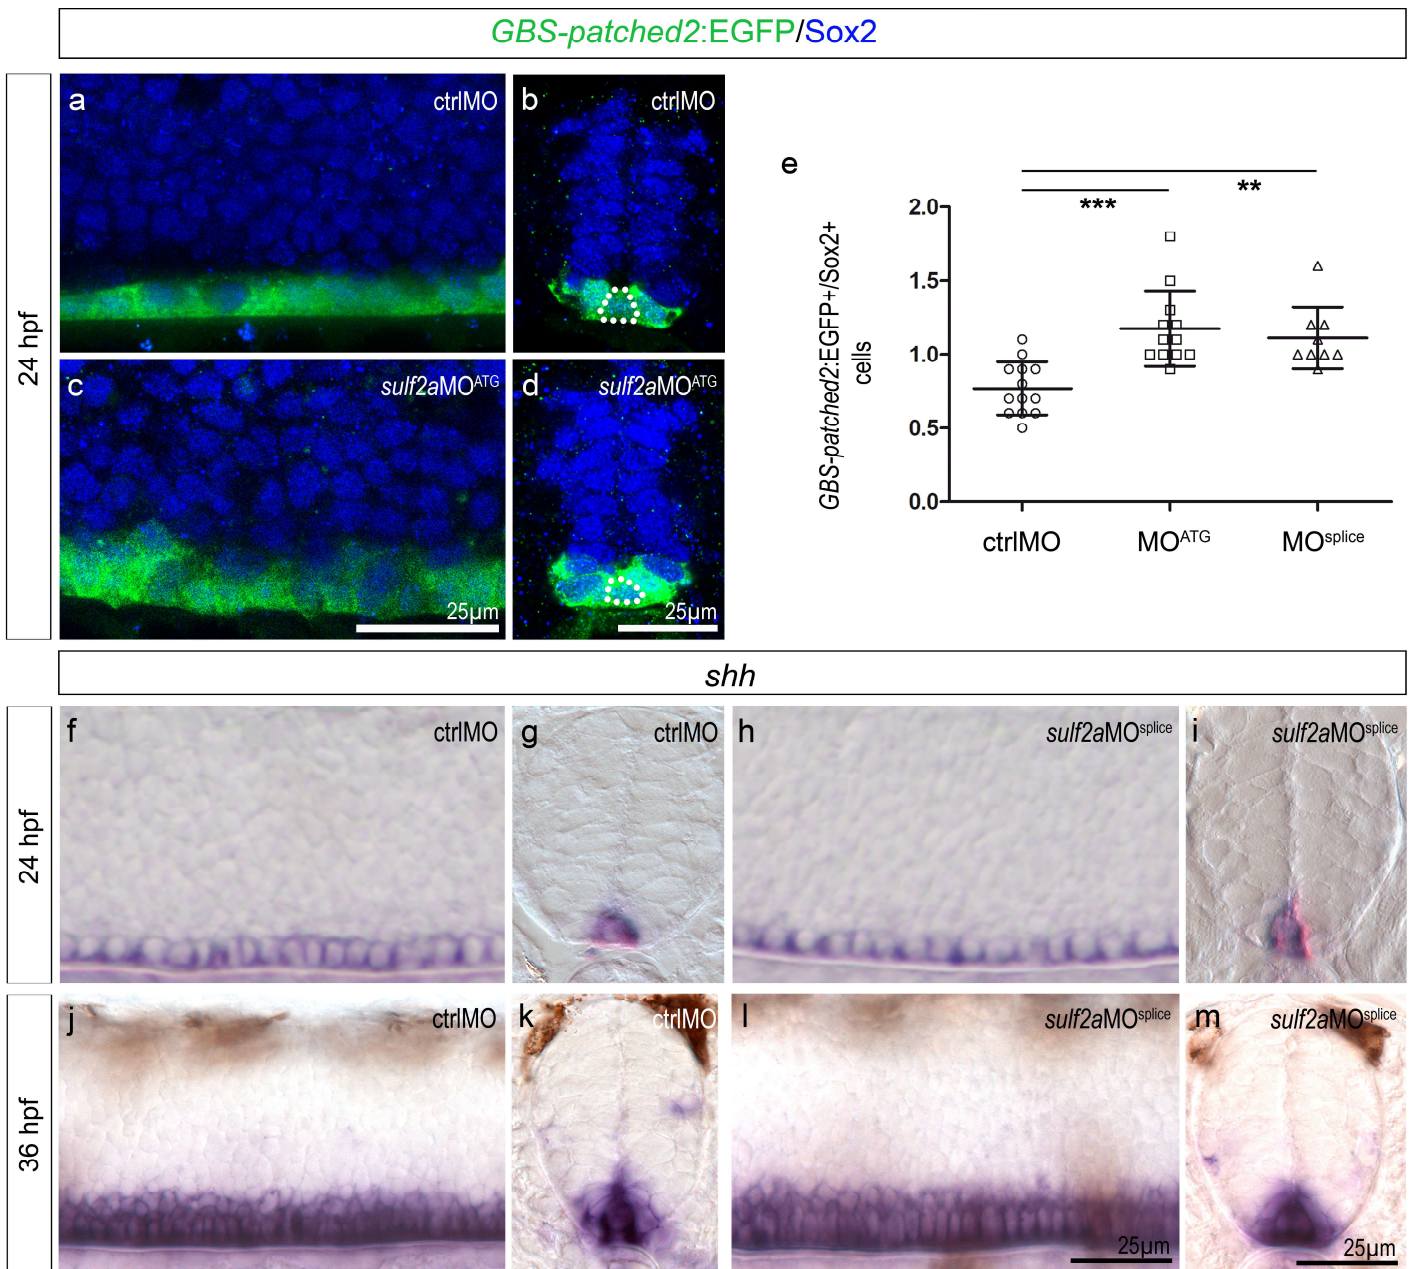 GBS-patched2:EGFP/Sox2
24 hpf
a ctrlMO
b ctrlMO
c sulf2aMOATG
25µm
d sulf2aMOATG
25µm
e
***
**
GBS-patched2:EGFP+/Sox2+
cells
2.0
1.5
1.0
0.5
0.0
ctrlMO MOATG MOsplice
shh
24 hpf
f ctrlMO
g ctrlMO
h sulf2aMOsplice
i sulf2aMOsplice
36 hpf
j ctrlMO
k ctrlMO
l sulf2aMOsplice
25µm
m sulf2aMOsplice
25µm